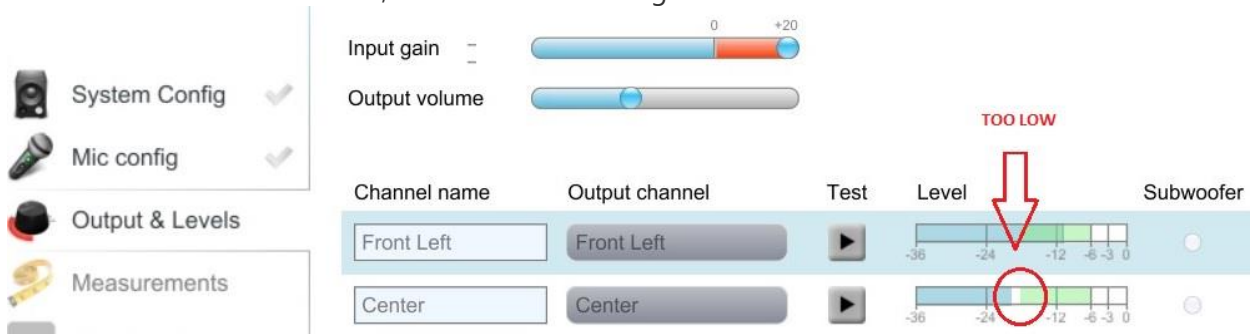 0 +20
Input gain
System Config
Output volume
TOO LOW
Mic config
Channel name Output channel Test Level Subwoofer
Output & Levels
Front Left Front Left
-36 -24 -12 -6 -3 0
Measurements
Center Center
-36 -24 -12 -6 -3 0